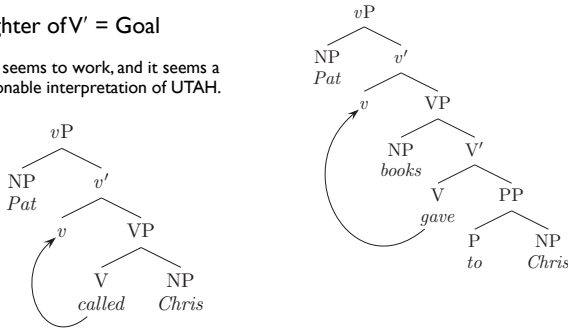 ghter of V′ = Goal
seems to work, and it seems a
onable interpretation of UTAH.
vP
NP v′
Pat
v VP
V NP
called Chris
vP
NP v′
Pat
v VP
NP V′
books
V PP
gave
P NP
to Chris